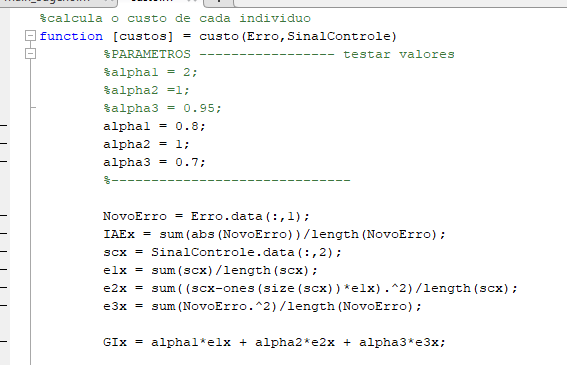 %calcula o custo de cada individuo
function [custos] = custo(Erro,SinalControle)
%PARAMETROS ----------------- testar valores
%alpha1 = 2;
%alpha2 =1;
%alpha3 = 0.95;
alpha1 = 0.8;
alpha2 = 1;
alpha3 = 0.7;
%------------------------------
NovoErro = Erro.data(:,1);
IAEx = sum(abs(NovoErro))/length(NovoErro);
scx = SinalControle.data(:,2);
e1x = sum(scx)/length(scx);
e2x = sum((scx-ones(size(scx))*e1x).^2)/length(scx);
e3x = sum(NovoErro.^2)/length(NovoErro);
GIx = alpha1*e1x + alpha2*e2x + alpha3*e3x;